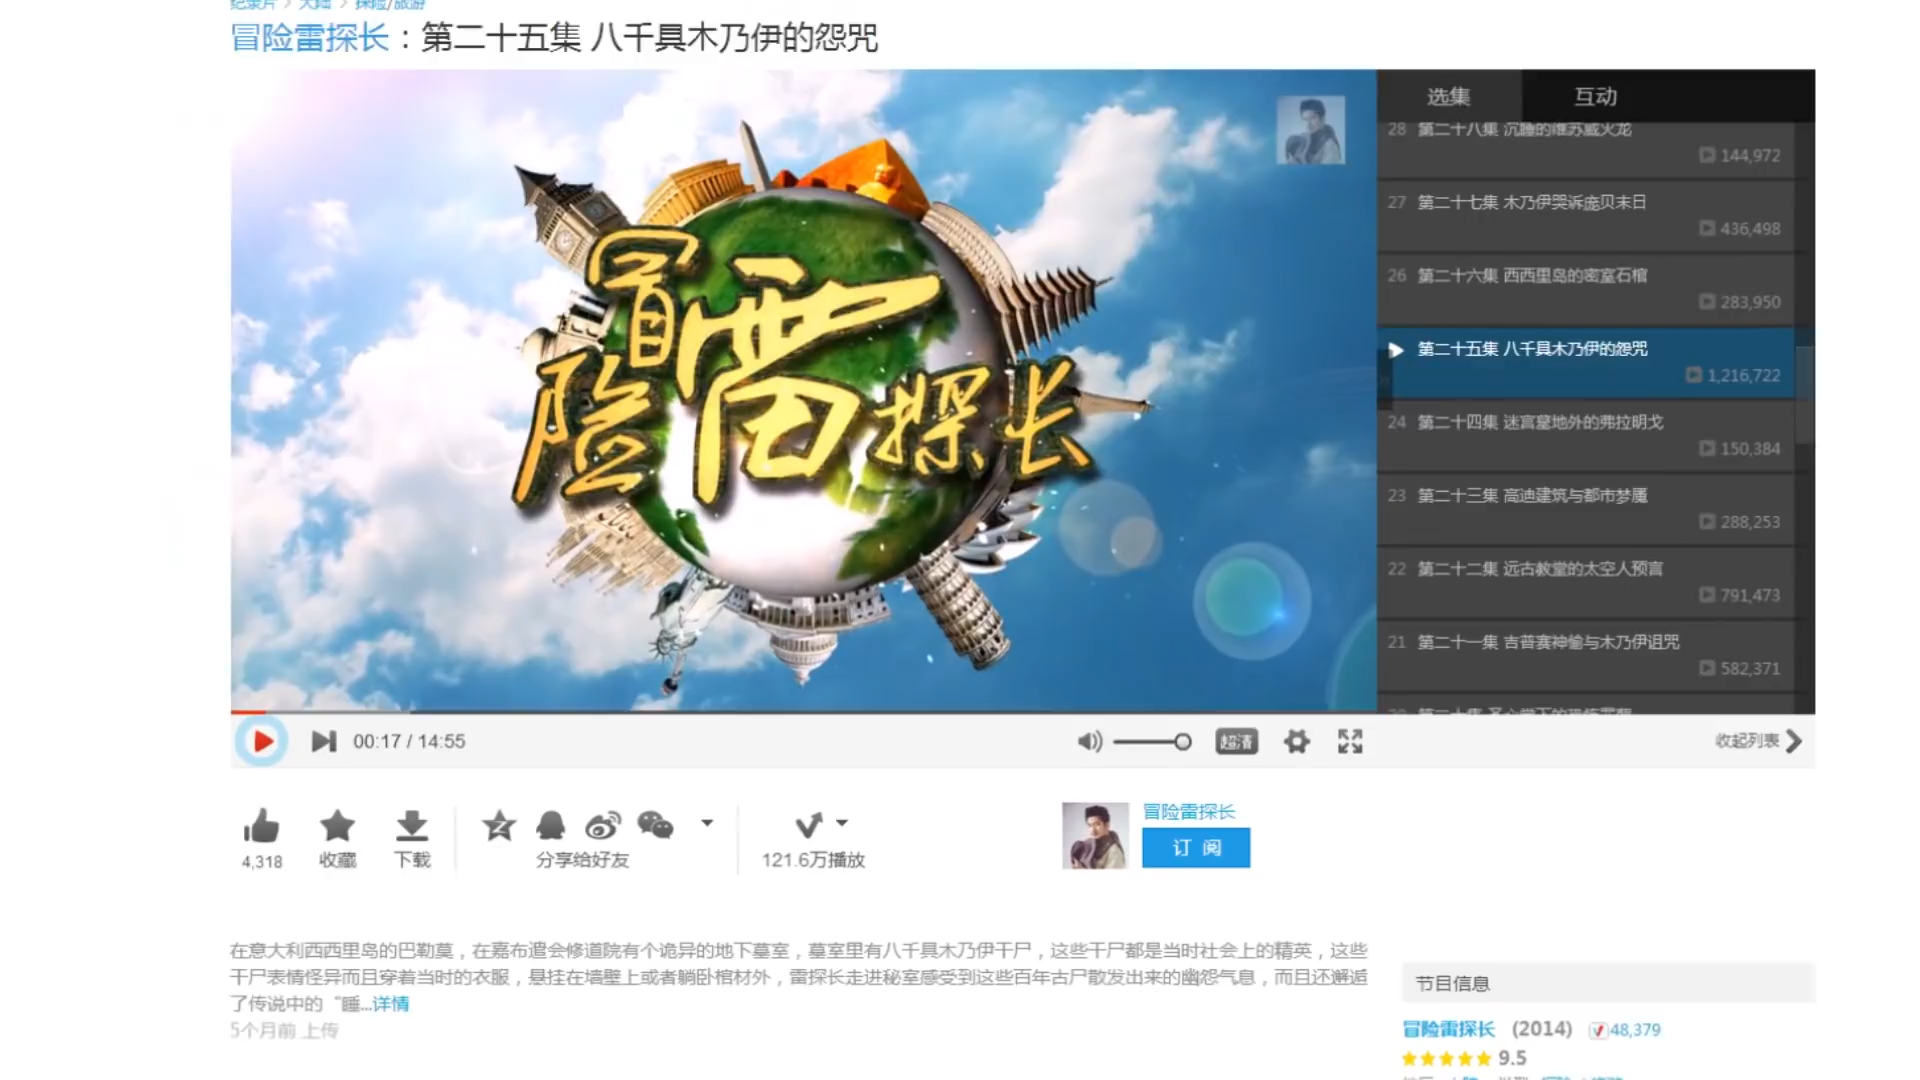 纪录片 > 大陆 > 探险/旅游
冒险雷探长：第二十五集 八千具木乃伊的怨咒
冒险雷探长
选集
互动
28 第二十八集 沉睡的维苏威火龙
144,972
27 第二十七集 木乃伊哭诉庞贝末日
436,498
26 第二十六集 西西里岛的密室石棺
283,950
第二十五集 八千具木乃伊的怨咒
1,216,722
24 第二十四集 迷宫墓地外的弗拉明戈
150,384
23 第二十三集 高迪建筑与都市梦魇
288,253
22 第二十二集 远古教堂的太空人预言
791,473
21 第二十一集 吉普赛神偷与木乃伊诅咒
582,371
00:17 / 14:55
超清
收起列表
4,318
收藏
下载
分享给好友
121.6万播放
冒险雷探长
订 阅
在意大利西西里岛的巴勒莫，在嘉布遣会修道院有个诡异的地下墓室，墓室里有八千具木乃伊干尸，这些干尸都是当时社会上的精英，这些
干尸表情怪异而且穿着当时的衣服，悬挂在墙壁上或者躺卧棺材外，雷探长走进秘室感受到这些百年古尸散发出来的幽怨气息，而且还邂逅
了传说中的“睡...详情
5个月前 上传
节目信息
冒险雷探长 (2014) 48,379
9.5